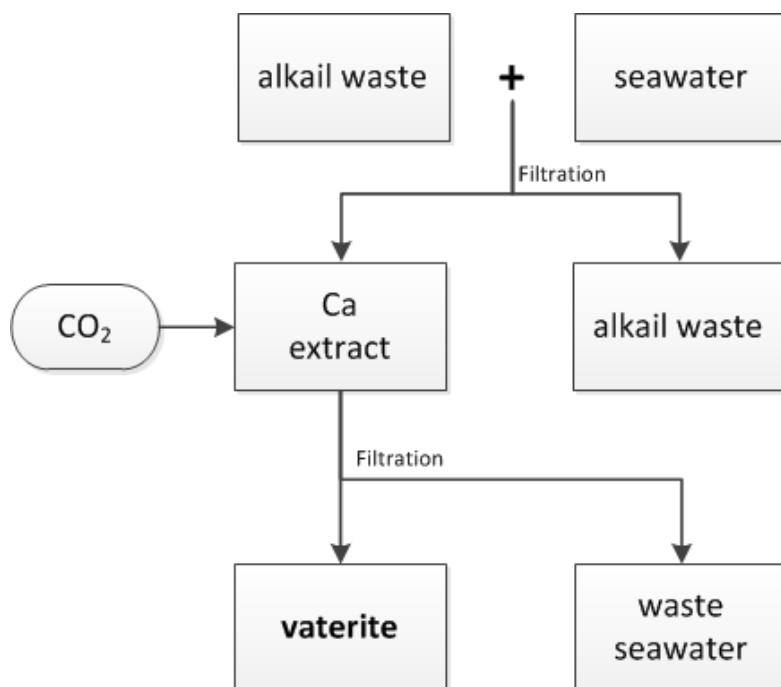 alkail waste
+
seawater
Filtration
Ca
extract
CO₂
alkail waste
Filtration
vaterite
waste
seawater